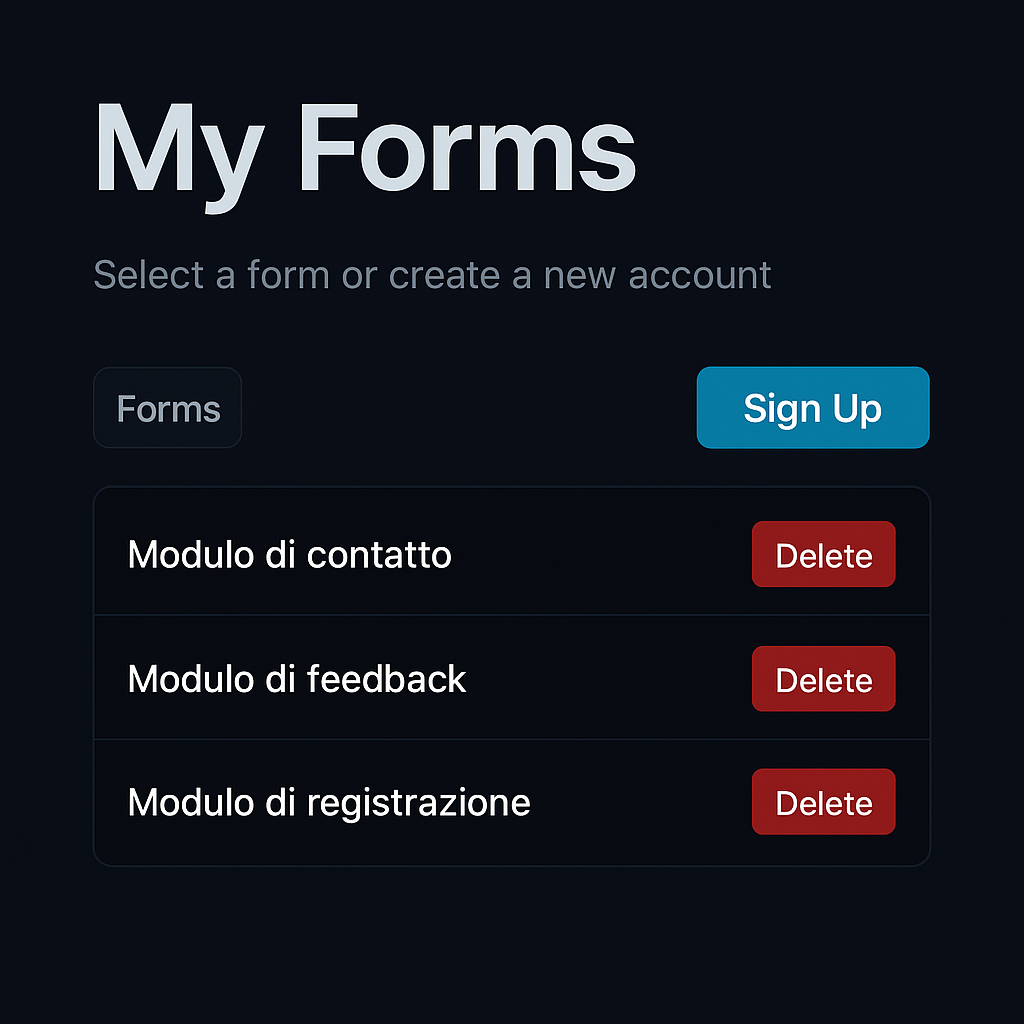 My Forms
Select a form or create a new account
Forms
Sign Up
Modulo di contatto
Delete
Modulo di feedback
Delete
Modulo di registrazione
Delete